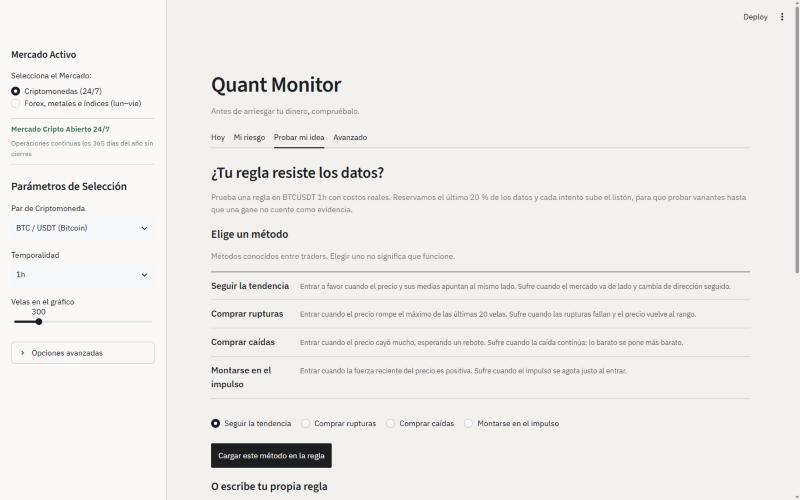 Deploy
Mercado Activo
Selecciona el Mercado:
Criptomonedas (24/7)
Forex, metales e índices (lun–vie)
Mercado Cripto Abierto 24/7
Operaciones continuas los 365 días del año sin
cierres
Parámetros de Selección
Par de Criptomoneda
BTC / USDT (Bitcoin)
Temporalidad
1h
Velas en el gráfico
300
Opciones avanzadas
Quant Monitor
Antes de arriesgar tu dinero, compruébalo.
Hoy Mi riesgo Probar mi idea Avanzado
¿Tu regla resiste los datos?
Prueba una regla en BTCUSDT 1h con costos reales. Reservamos el último 20 % de los datos y cada intento sube el listón, para que probar variantes hasta
que una gane no cuente como evidencia.
Elige un método
Métodos conocidos entre traders. Elegir uno no significa que funcione.
Seguir la tendencia Entrar a favor cuando el precio y sus medias apuntan al mismo lado. Sufre cuando el mercado va de lado y cambia de dirección seguido.
Comprar rupturas Entrar cuando el precio rompe el máximo de las últimas 20 velas. Sufre cuando las rupturas fallan y el precio vuelve al rango.
Comprar caídas Entrar cuando el precio cayó mucho, esperando un rebote. Sufre cuando la caída continúa: lo barato se pone más barato.
Montarse en el Entrar cuando la fuerza reciente del precio es positiva. Sufre cuando el impulso se agota justo al entrar.
impulso
Seguir la tendencia Comprar rupturas Comprar caídas Montarse en el impulso
Cargar este método en la regla
O escribe tu propia regla